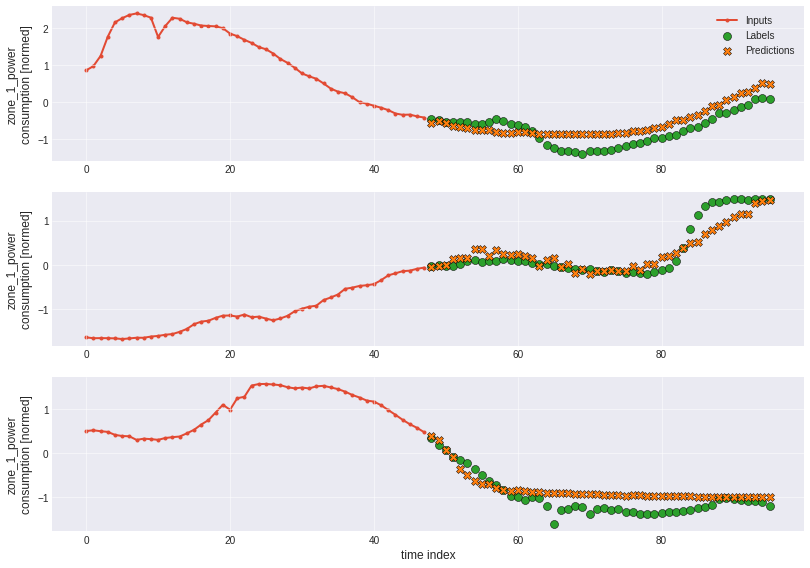 zone_1_power
consumption [normed]
2
1
0
−1
Inputs
Labels
Predictions
0 20 40 60 80
zone_1_power
consumption [normed]
1
0
−1
0 20 40 60 80
zone_1_power
consumption [normed]
1
0
−1
0 20 40 60 80
time index